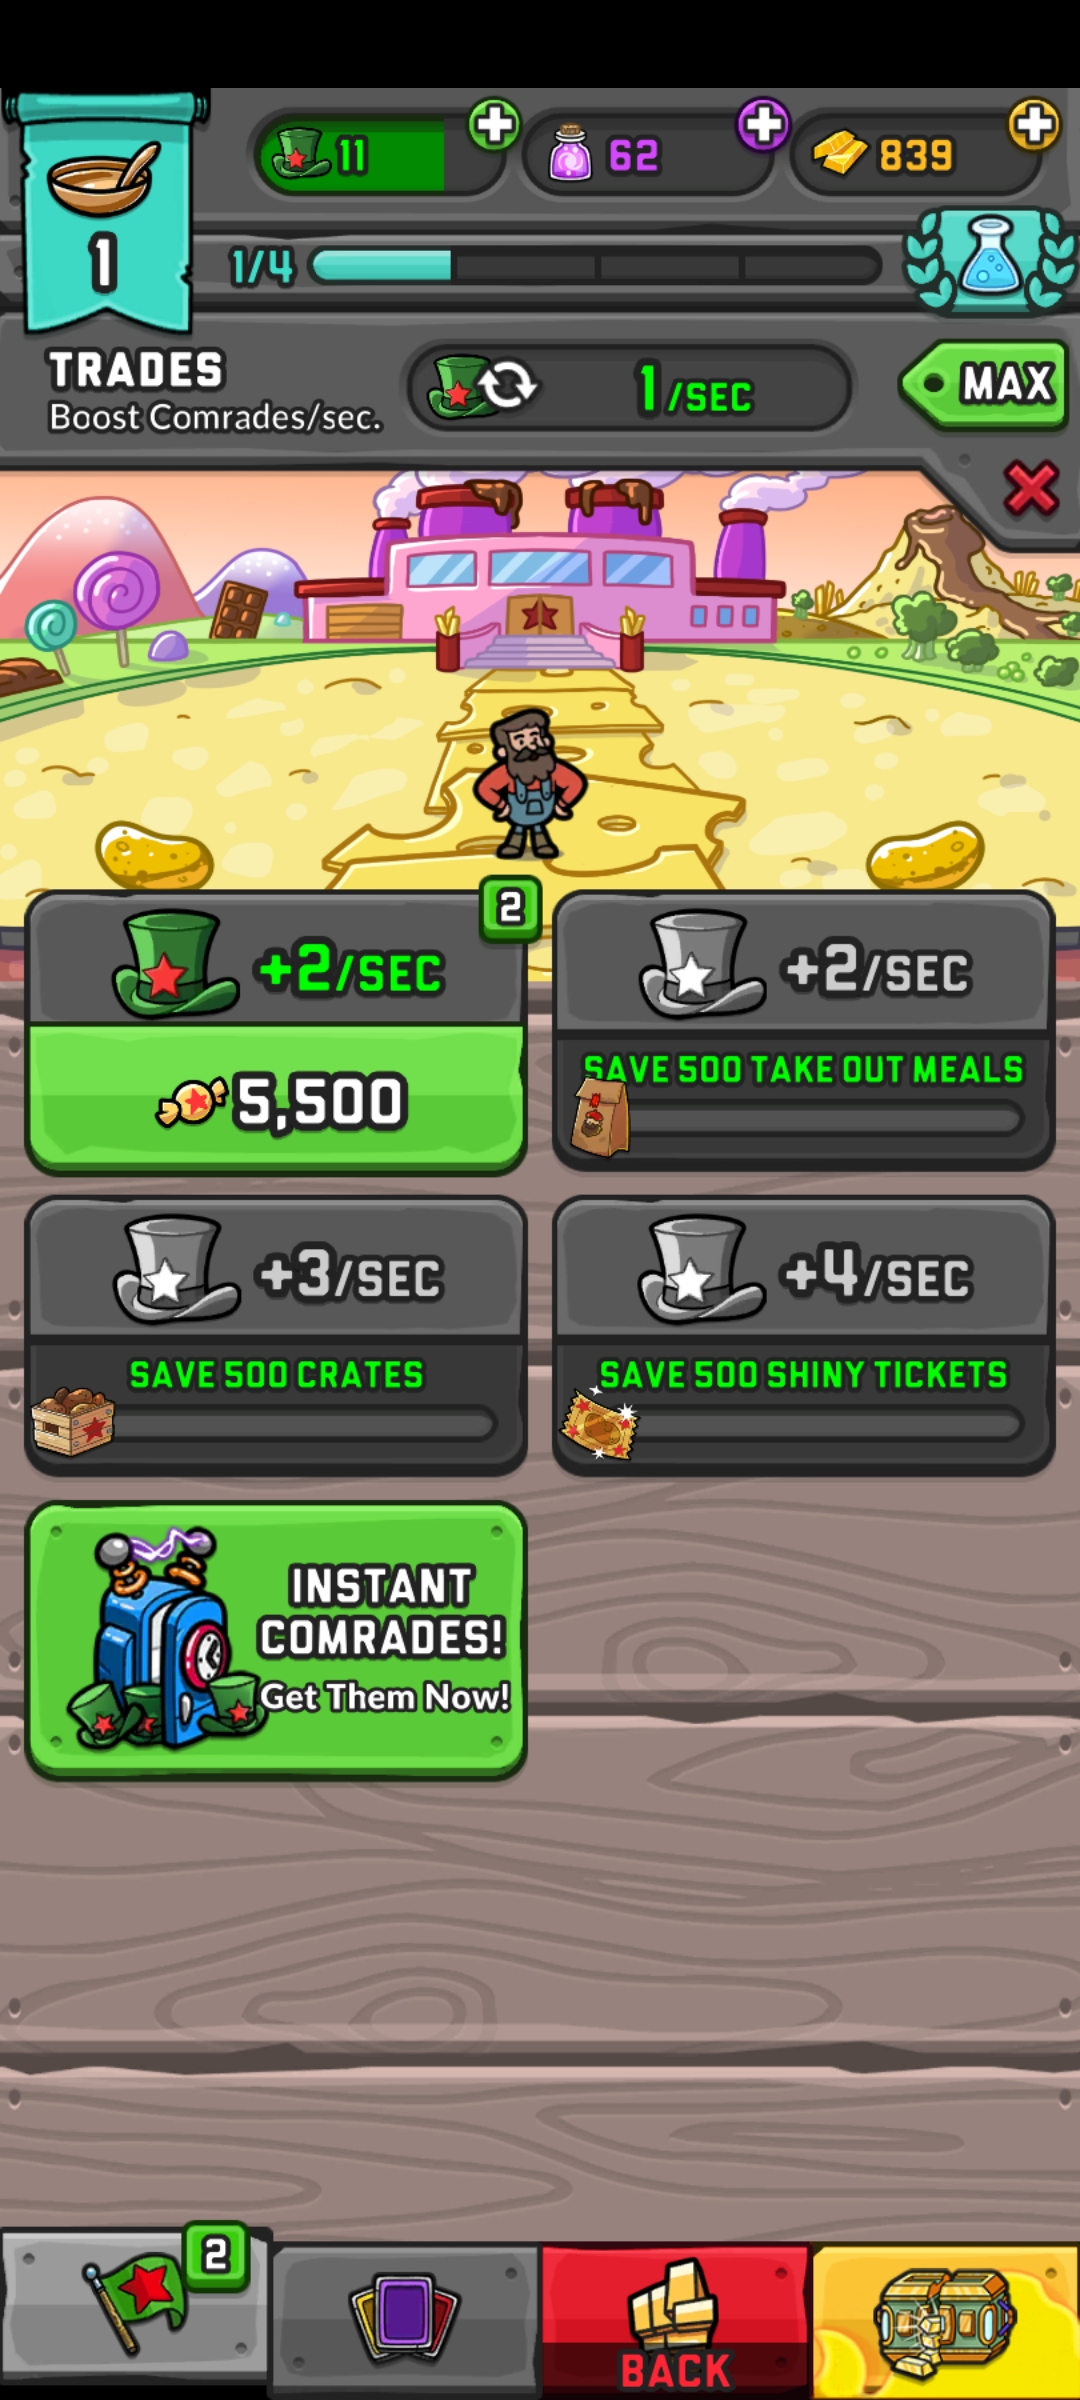 11
62
839
1
1/4
TRADES
Boost Comrades/sec.
1/SEC
MAX
2
+2/SEC
5,500
+2/SEC
SAVE 500 TAKE OUT MEALS
+3/SEC
SAVE 500 CRATES
+4/SEC
SAVE 500 SHINY TICKETS
INSTANT
COMRADES!
Get Them Now!
2
BACK